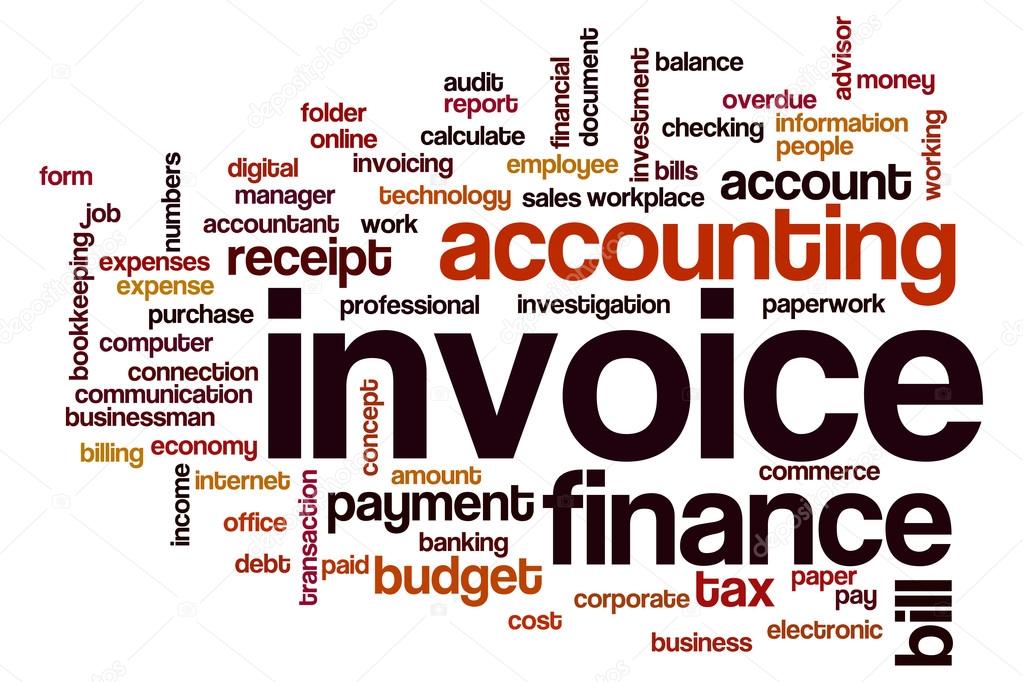 advisor
balance
money
document
financial
investment
audit
report
overdue
folder
online
calculate
checking
information
people
working
invoicing
employee
bills
form
numbers
digital
manager
technology
sales
workplace
account
job
accountant
work
accounting
bookkeeping
expenses
receipt
expense
purchase
professional
investigation
paperwork
invoice
computer
connection
communication
businessman
concept
billing
economy
commerce
income
internet
amount
transaction
payment
finance
office
banking
debt
paid
budget
corporate
tax
paper
pay
bill
cost
electronic
business
depositphotos